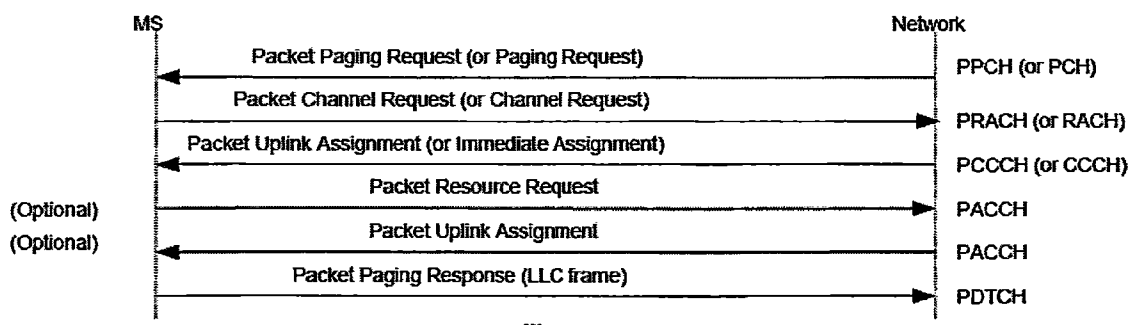 MS Network
Packet Paging Request (or Paging Request)
PPCH (or PCH)
Packet Channel Request (or Channel Request)
PRACH (or RACH)
Packet Uplink Assignment (or Immediate Assignment)
PCCCH (or CCCH)
Packet Resource Request
(Optional)
PACCH
Packet Uplink Assignment
(Optional)
PACCH
Packet Paging Response (LLC frame)
PDTCH
...